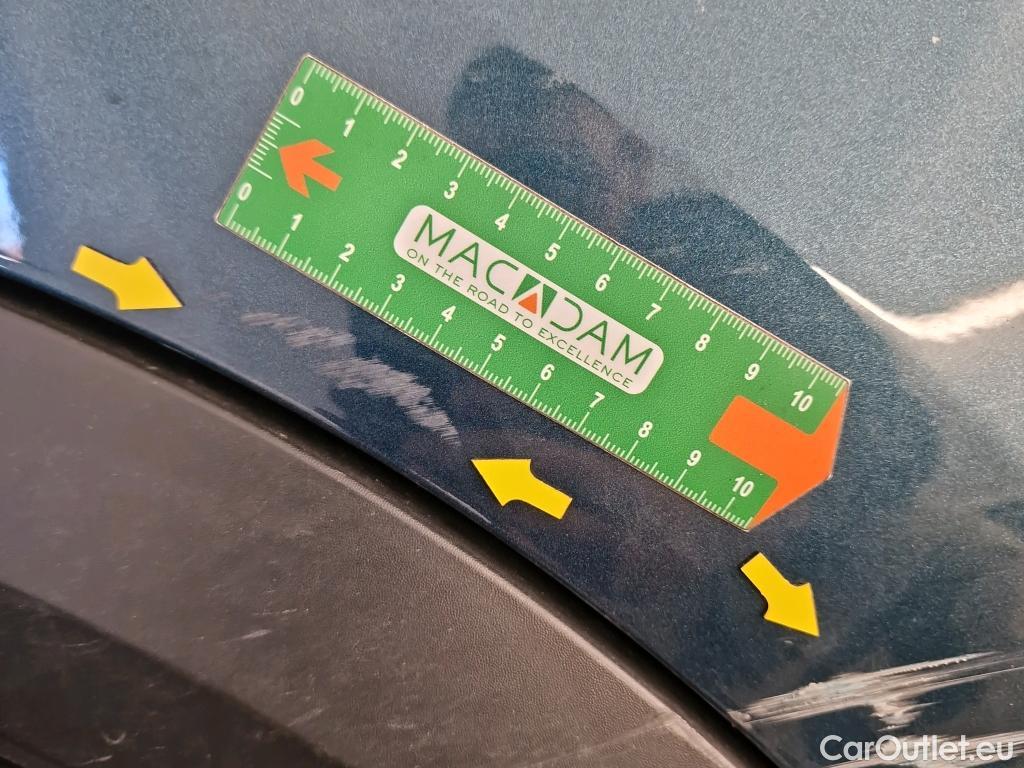 0 1 2 3 4 5 6 7 8 9 10
MACADAM
ON THE ROAD TO EXCELLENCE
0 1 2 3 4 5 6 7 8 9 10
CarOutlet.eu